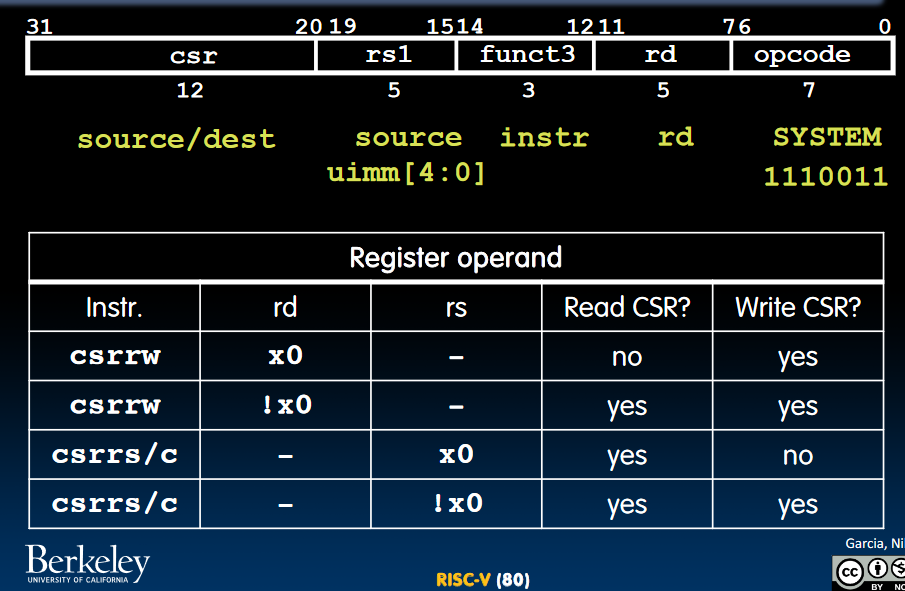 31 20 19 15 14 12 11 7 6 0
csr rs1 funct3 rd opcode
12 5 3 5 7
source/dest source instr rd SYSTEM
uimm[4:0] 1110011
Register operand
Instr. rd rs Read CSR? Write CSR?
csrrw x0 – no yes
csrrw !x0 – yes yes
csrrs/c – x0 yes no
csrrs/c – !x0 yes yes
Berkeley
UNIVERSITY OF CALIFORNIA
RISC-V (80)
Garcia, Ni
cc
BY NC